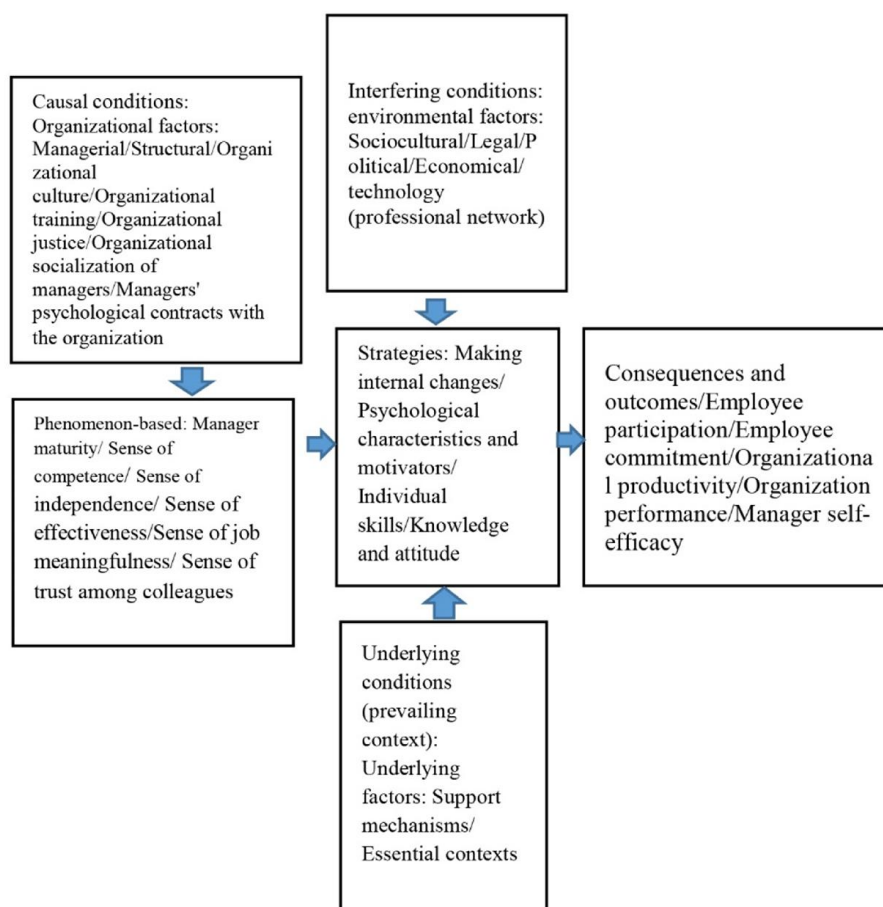 Causal conditions:
Organizational factors:
Managerial/Structural/Organi
zational
culture/Organizational
training/Organizational
justice/Organizational
socialization of
managers/Managers'
psychological contracts with
the organization
Interfering conditions:
environmental factors:
Sociocultural/Legal/P
olitical/Economical/
technology
(professional network)
Phenomenon-based: Manager
maturity/ Sense of
competence/ Sense of
independence/ Sense of
effectiveness/Sense of job
meaningfulness/ Sense of
trust among colleagues
Strategies: Making
internal changes/
Psychological
characteristics and
motivators/
Individual
skills/Knowledge
and attitude
Consequences and
outcomes/Employee
participation/Employee
commitment/Organizationa
l productivity/Organization
performance/Manager self-
efficacy
Underlying
conditions
(prevailing
context):
Underlying
factors: Support
mechanisms/
Essential contexts